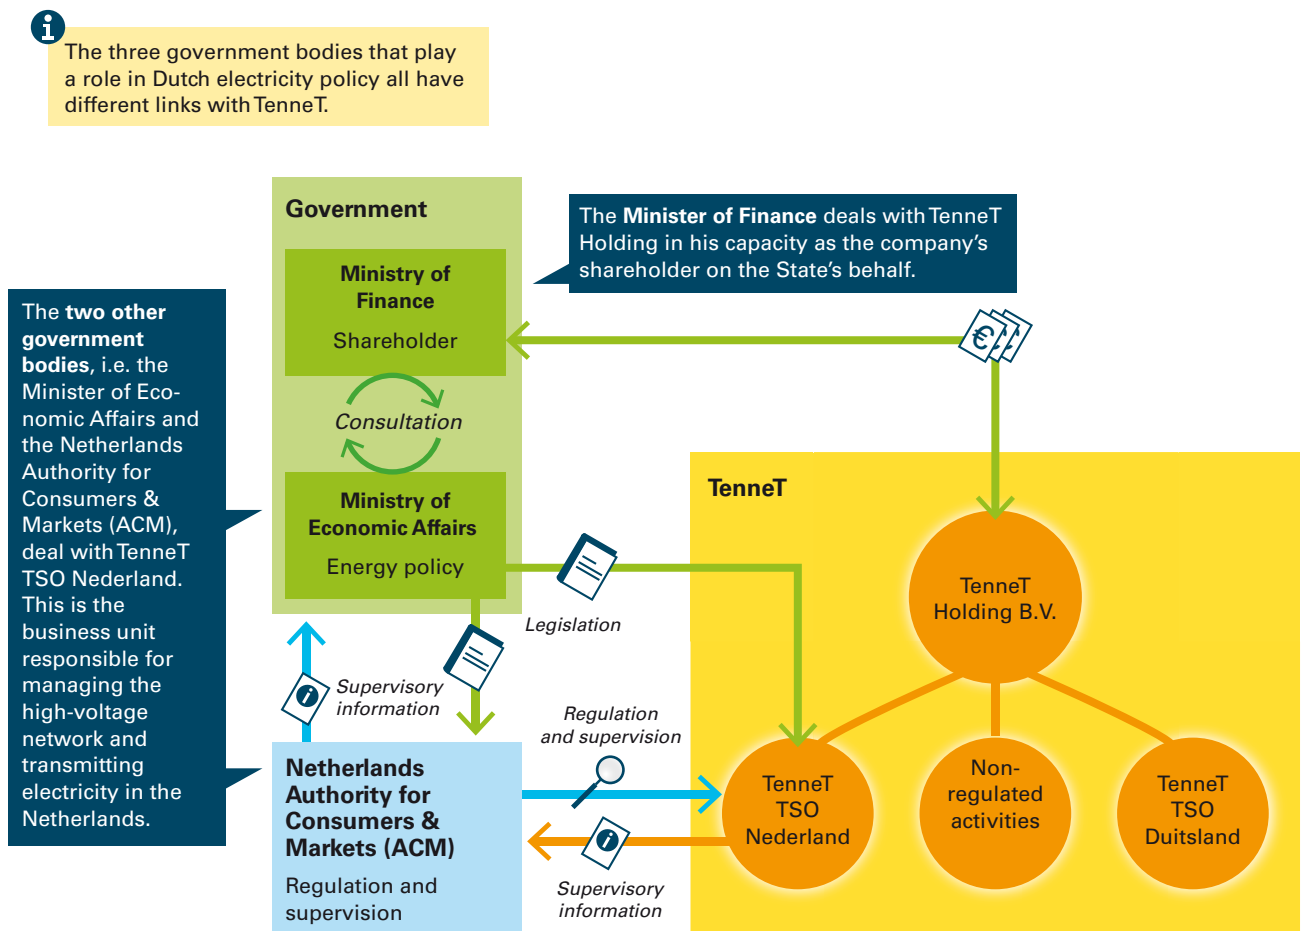 The three government bodies that play
a role in Dutch electricity policy all have
different links with TenneT.
Government
The Minister of Finance deals with TenneT
Holding in his capacity as the company's
shareholder on the State's behalf.
Ministry of
Finance
Shareholder
Consultation
Ministry of
Economic Affairs
Energy policy
The two other
government
bodies, i.e. the
Minister of Eco-
nomic Affairs and
the Netherlands
Authority for
Consumers &
Markets (ACM),
deal with TenneT
TSO Nederland.
This is the
business unit
responsible for
managing the
high-voltage
network and
transmitting
electricity in the
Netherlands.
€
TenneT
TenneT
Holding B.V.
Legislation
Supervisory
information
Regulation
and supervision
Netherlands
Authority for
Consumers &
Markets (ACM)
Regulation and
supervision
Supervisory
information
TenneT
TSO
Nederland
Non-
regulated
activities
TenneT
TSO
Duitsland